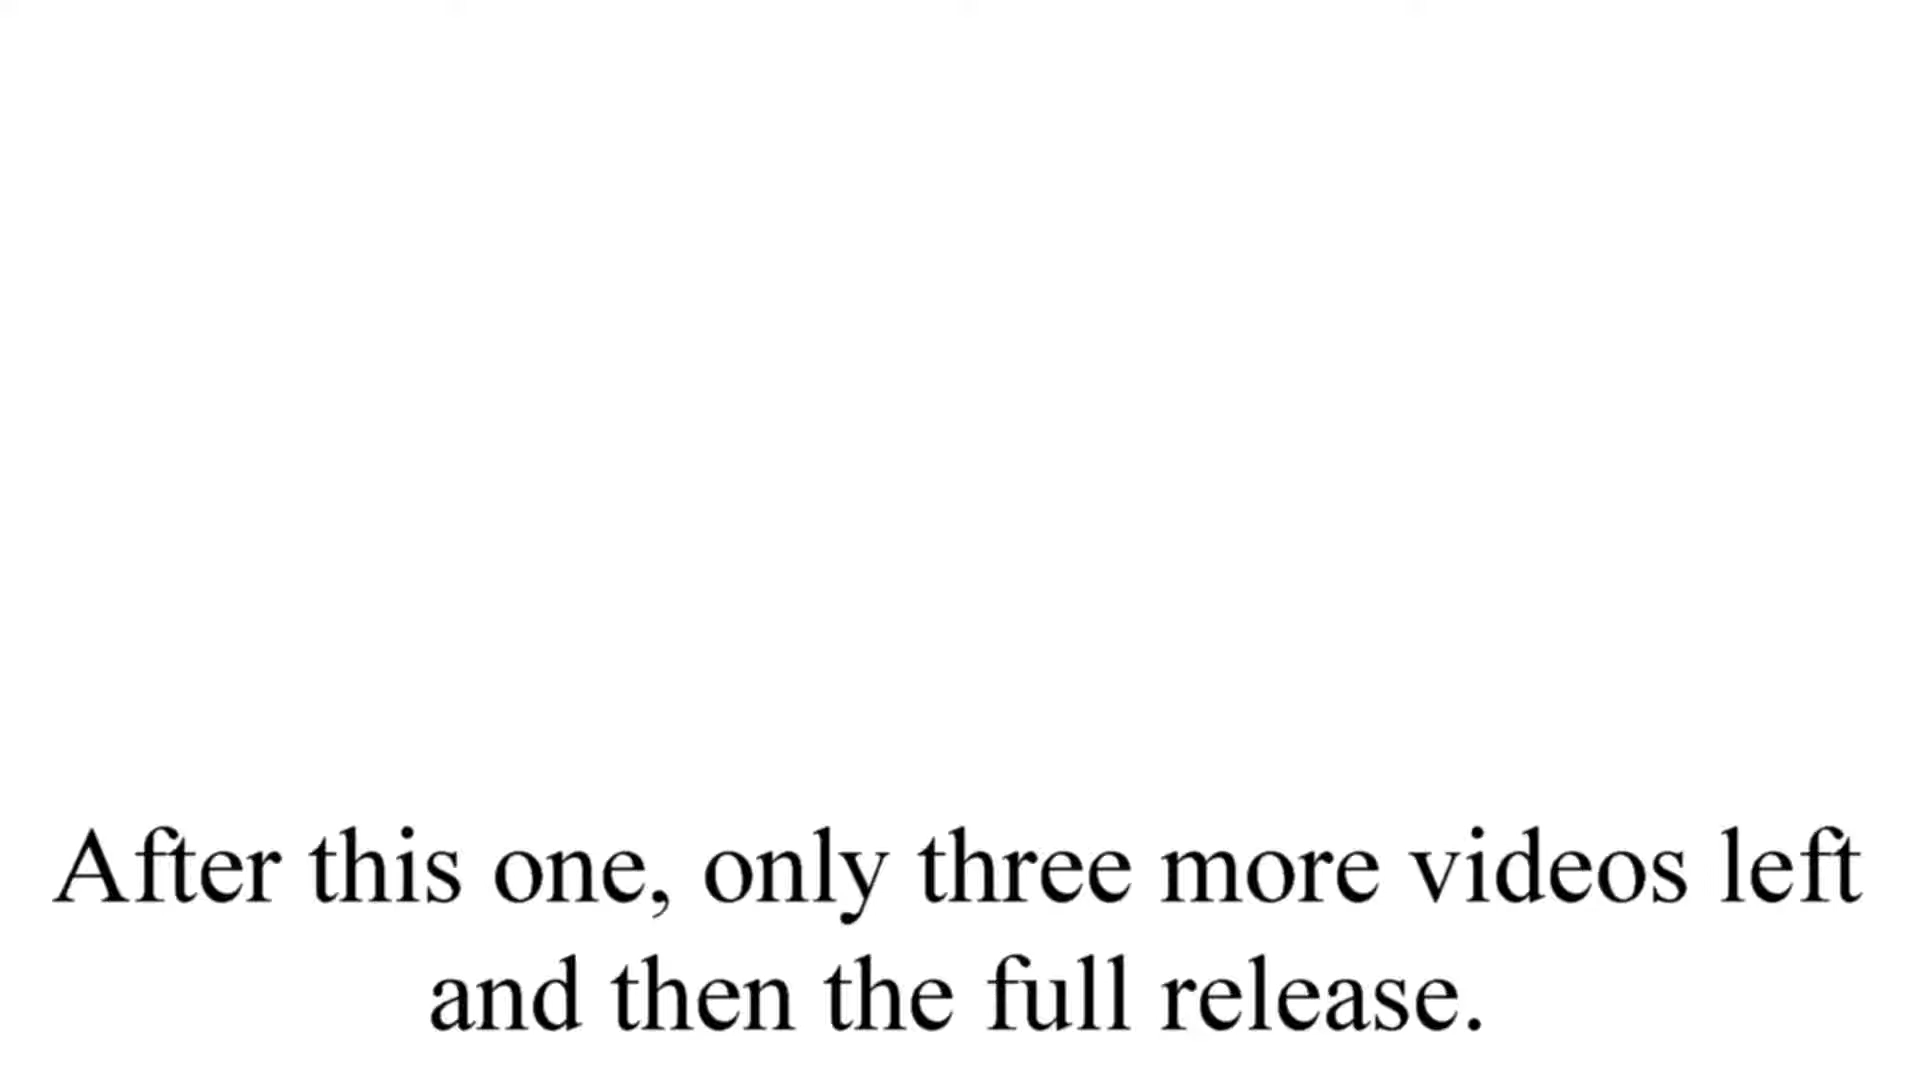 After this one, only three more videos left
and then the full release.